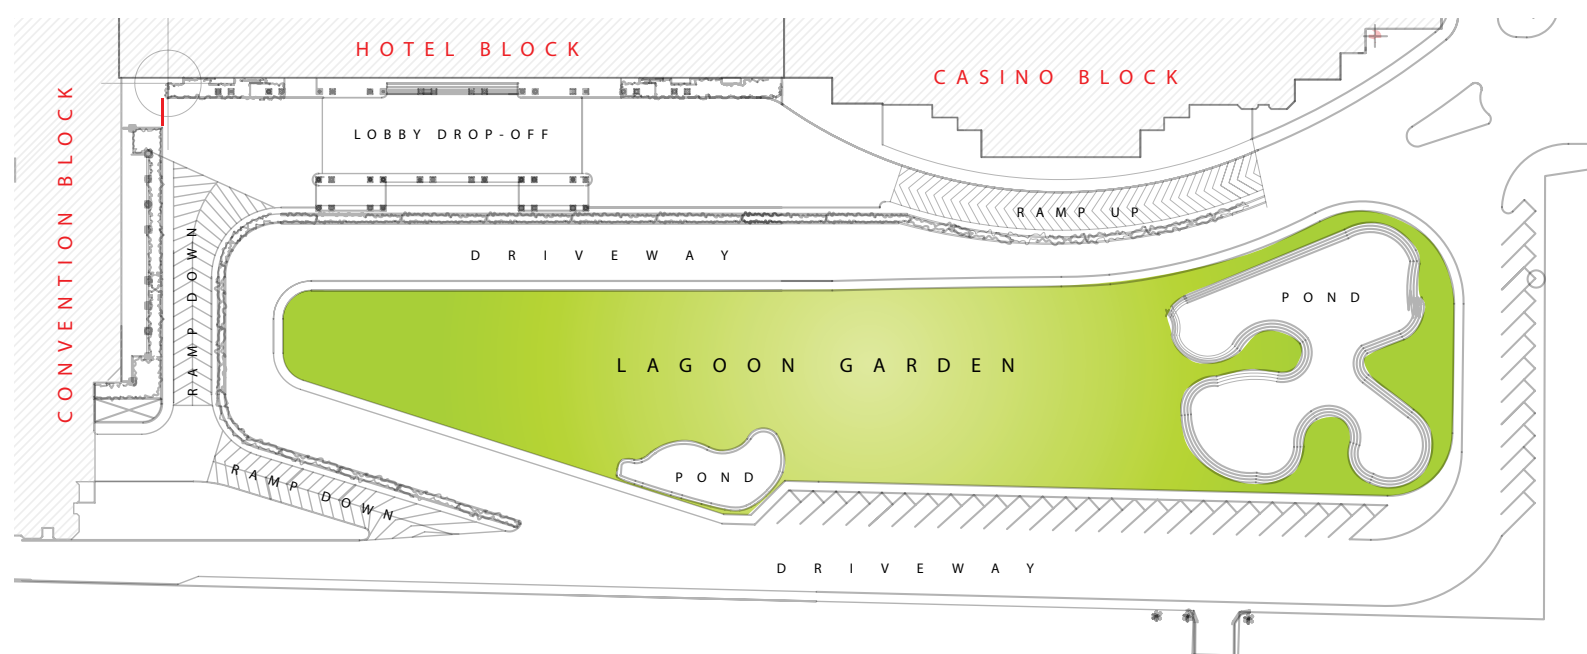 HOTEL BLOCK
CASINO BLOCK
CONVENTION BLOCK
LOBBY DROP-OFF
RAMP UP
RAMP DOWN
DRIVEWAY
POND
LAGOON GARDEN
POND
RAMP DOWN
DRIVEWAY